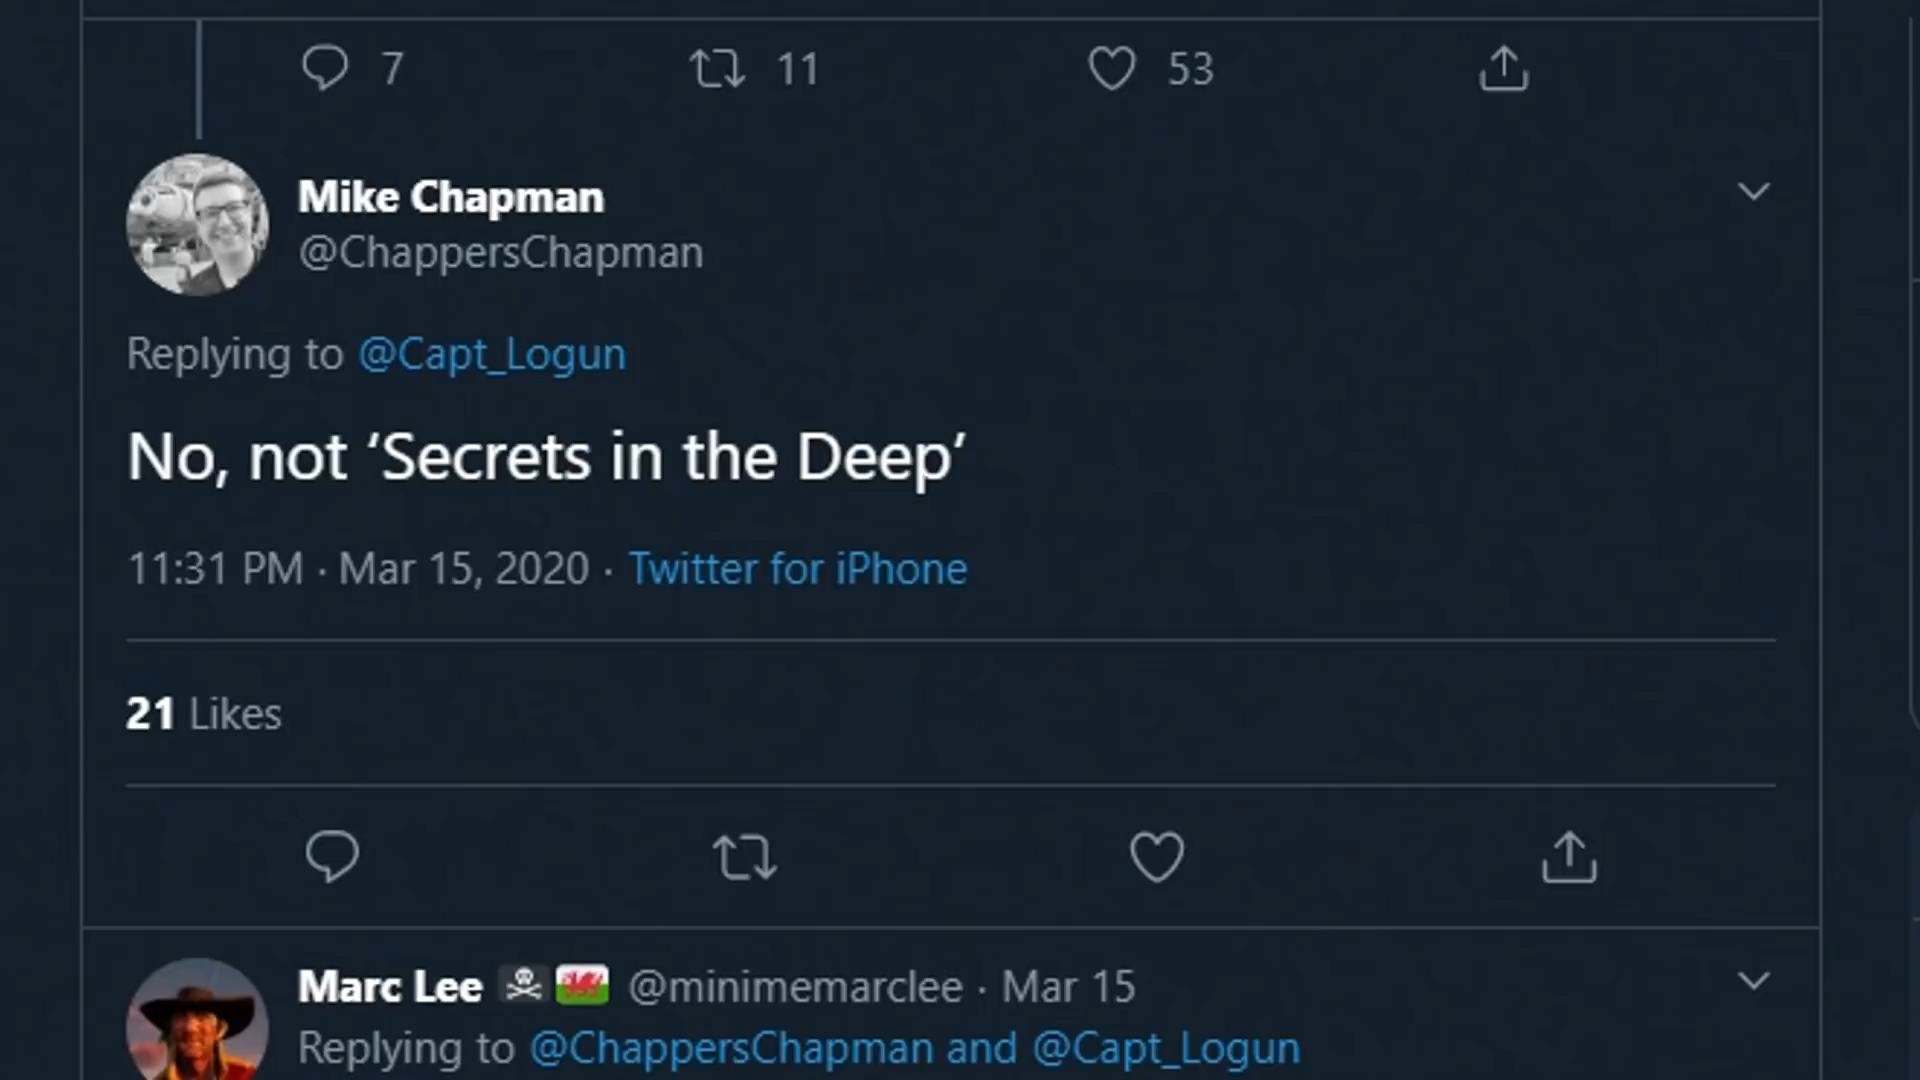 7 11 53
Mike Chapman
@ChappersChapman
Replying to @Capt_Logun
No, not ‘Secrets in the Deep’
11:31 PM · Mar 15, 2020 · Twitter for iPhone
21 Likes
Marc Lee @minimemarclee · Mar 15
Replying to @ChappersChapman and @Capt_Logun